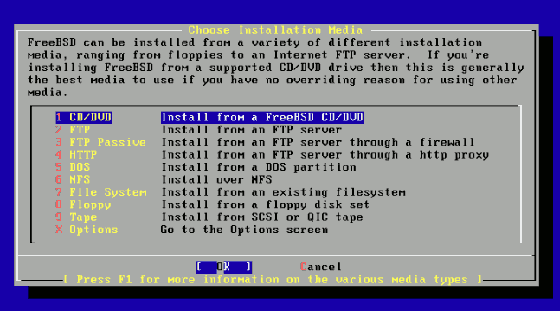 Choose Installation Media
FreeBSD can be installed from a variety of different installation
media, ranging from floppies to an Internet FTP server.  If you're
installing FreeBSD from a supported CD/DVD drive then this is generally
the best media to use if you have no overriding reason for using other
media.
1 CD/DVD Install from a FreeBSD CD/DVD
2 FTP Install from an FTP server
3 FTP Passive Install from an FTP server through a firewall
4 HTTP Install from an FTP server through a http proxy
5 DOS Install from a DOS partition
6 NFS Install over NFS
7 File System Install from an existing filesystem
8 Floppy Install from a floppy disk set
9 Tape Install from SCSI or QIC tape
X Options Go to the Options screen
[ OK ] Cancel
[ Press F1 for more information on the various media types ]